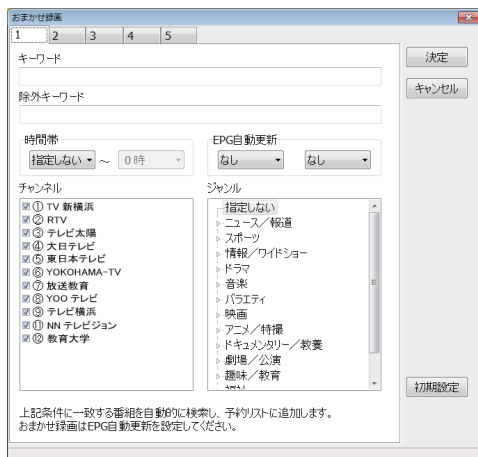 おまかせ録画
1 2 3 4 5
キーワード
決定
キャンセル
除外キーワード
時間帯
指定しない ～ 0 時
EPG自動更新
なし なし
チャンネル
① TV 新横浜
② RTV
③ テレビ太陽
④ 大日テレビ
⑤ 東日本テレビ
⑥ YOKOHAMA-TV
⑦ 放送教育
⑧ YOO テレビ
⑨ テレビ横浜
⑪ NN テレビジョン
⑫ 教育大学
ジャンル
指定しない
ニュース／報道
スポーツ
情報／ワイドショー
ドラマ
音楽
バラエティ
映画
アニメ／特撮
ドキュメンタリー／教養
劇場／公演
趣味／教育
初期設定
上記条件に一致する番組を自動的に検索し、予約リストに追加します。
おまかせ録画はEPG自動更新を設定してください。